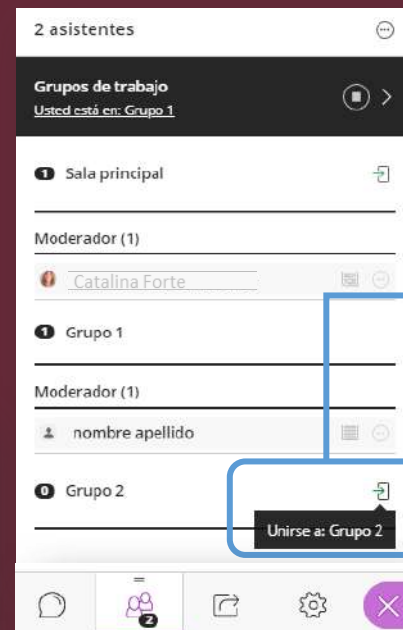 2 asistentes
Grupos de trabajo
Usted está en: Grupo 1
1 Sala principal
Moderador (1)
Catalina Forte
1 Grupo 1
Moderador (1)
nombre apellido
0 Grupo 2
Unirse a: Grupo 2
2